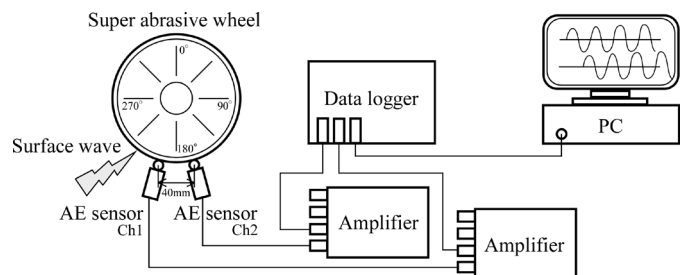 Super abrasive wheel
0°
270°
90°
180°
Surface wave
40mm
AE sensor
Ch1
AE sensor
Ch2
Data logger
Amplifier
Amplifier
PC